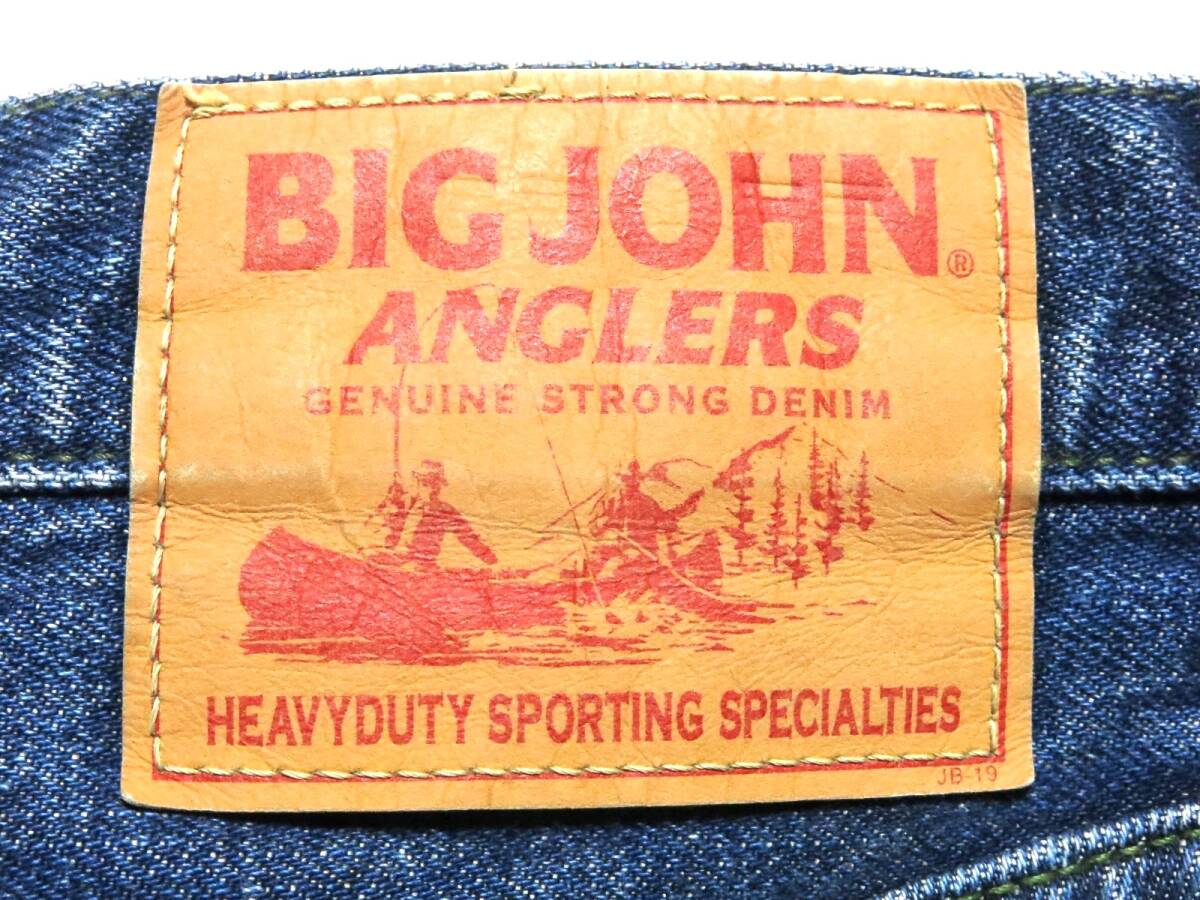 BIG JOHN®
ANGLERS
GENUINE STRONG DENIM
HEAVYDUTY SPORTING SPECIALTIES
JB-19